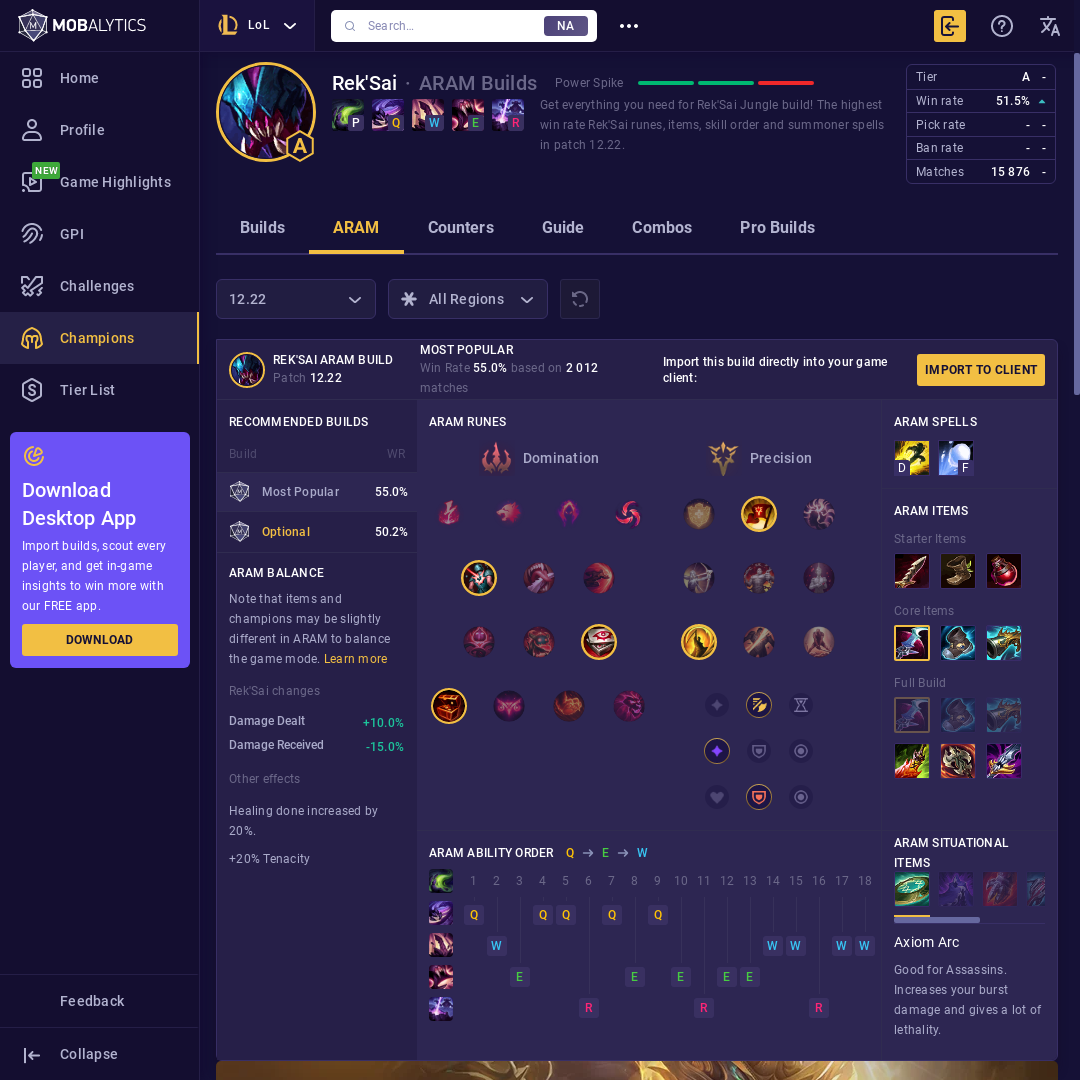 MOBALYTICS
LoL
Search...
NA
Home
Profile
NEW
Game Highlights
GPI
Challenges
Champions
Tier List
Download
Desktop App
Import builds, scout every
player, and get in-game
insights to win more with
our FREE app.
DOWNLOAD
Feedback
Collapse
A
Rek'Sai · ARAM Builds
P
Q
W
E
R
Power Spike
Get everything you need for Rek'Sai Jungle build! The highest
win rate Rek'Sai runes, items, skill order and summoner spells
in patch 12.22.
Tier A -
Win rate 51.5%
Pick rate - -
Ban rate - -
Matches 15 876 -
Builds
ARAM
Counters
Guide
Combos
Pro Builds
12.22
All Regions
REK'SAI ARAM BUILD
Patch 12.22
MOST POPULAR
Win Rate 55.0% based on 2 012
matches
Import this build directly into your game
client:
IMPORT TO CLIENT
RECOMMENDED BUILDS
Build WR
Most Popular 55.0%
Optional 50.2%
ARAM BALANCE
Note that items and
champions may be slightly
different in ARAM to balance
the game mode. Learn more
Rek'Sai changes
Damage Dealt +10.0%
Damage Received -15.0%
Other effects
Healing done increased by
20%.
+20% Tenacity
ARAM RUNES
Domination
Precision
ARAM ABILITY ORDER Q E W
1 2 3 4 5 6 7 8 9 10 11 12 13 14 15 16 17 18
Q Q Q Q Q
W W W W W
E E E E E
R R R
ARAM SPELLS
D
F
ARAM ITEMS
Starter Items
Core Items
Full Build
ARAM SITUATIONAL
ITEMS
Axiom Arc
Good for Assassins.
Increases your burst
damage and gives a lot of
lethality.